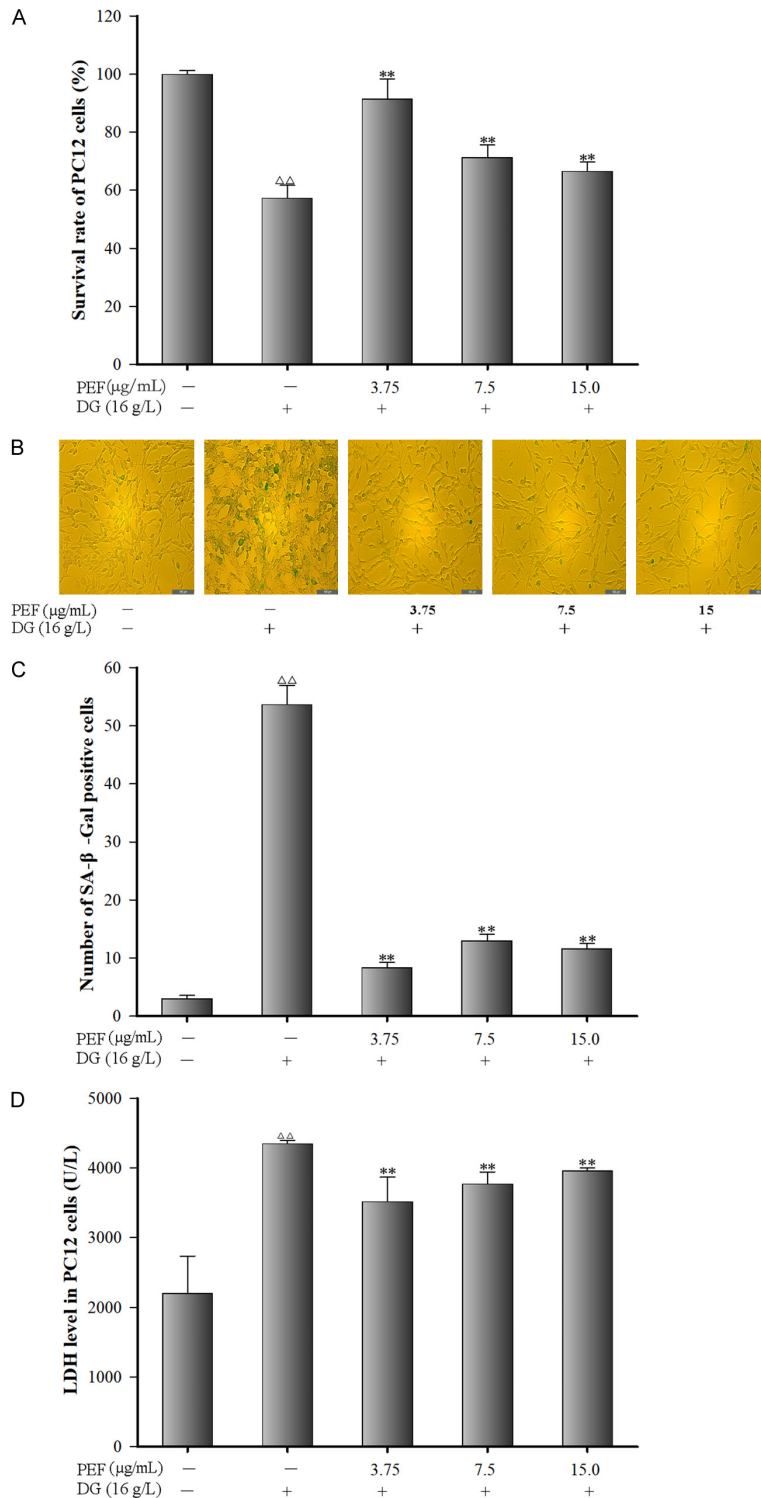 A
Survival rate of PC12 cells (%)
120
100
80
60
40
20
0
**
△△
**
**
PEF (μg/mL) — — 3.75 7.5 15.0
DG (16 g/L) — + + + +
B
PEF (μg/mL) — — 3.75 7.5 15
DG (16 g/L) — + + + +
C
Number of SA-β -Gal positive cells
60
50
40
30
20
10
0
△△
**
**
**
PEF (μg/mL) — — 3.75 7.5 15.0
DG (16 g/L) — + + + +
D
LDH level in PC12 cells (U/L)
5000
4000
3000
2000
1000
0
△△
**
**
**
PEF (μg/mL) — — 3.75 7.5 15.0
DG (16 g/L) — + + + +